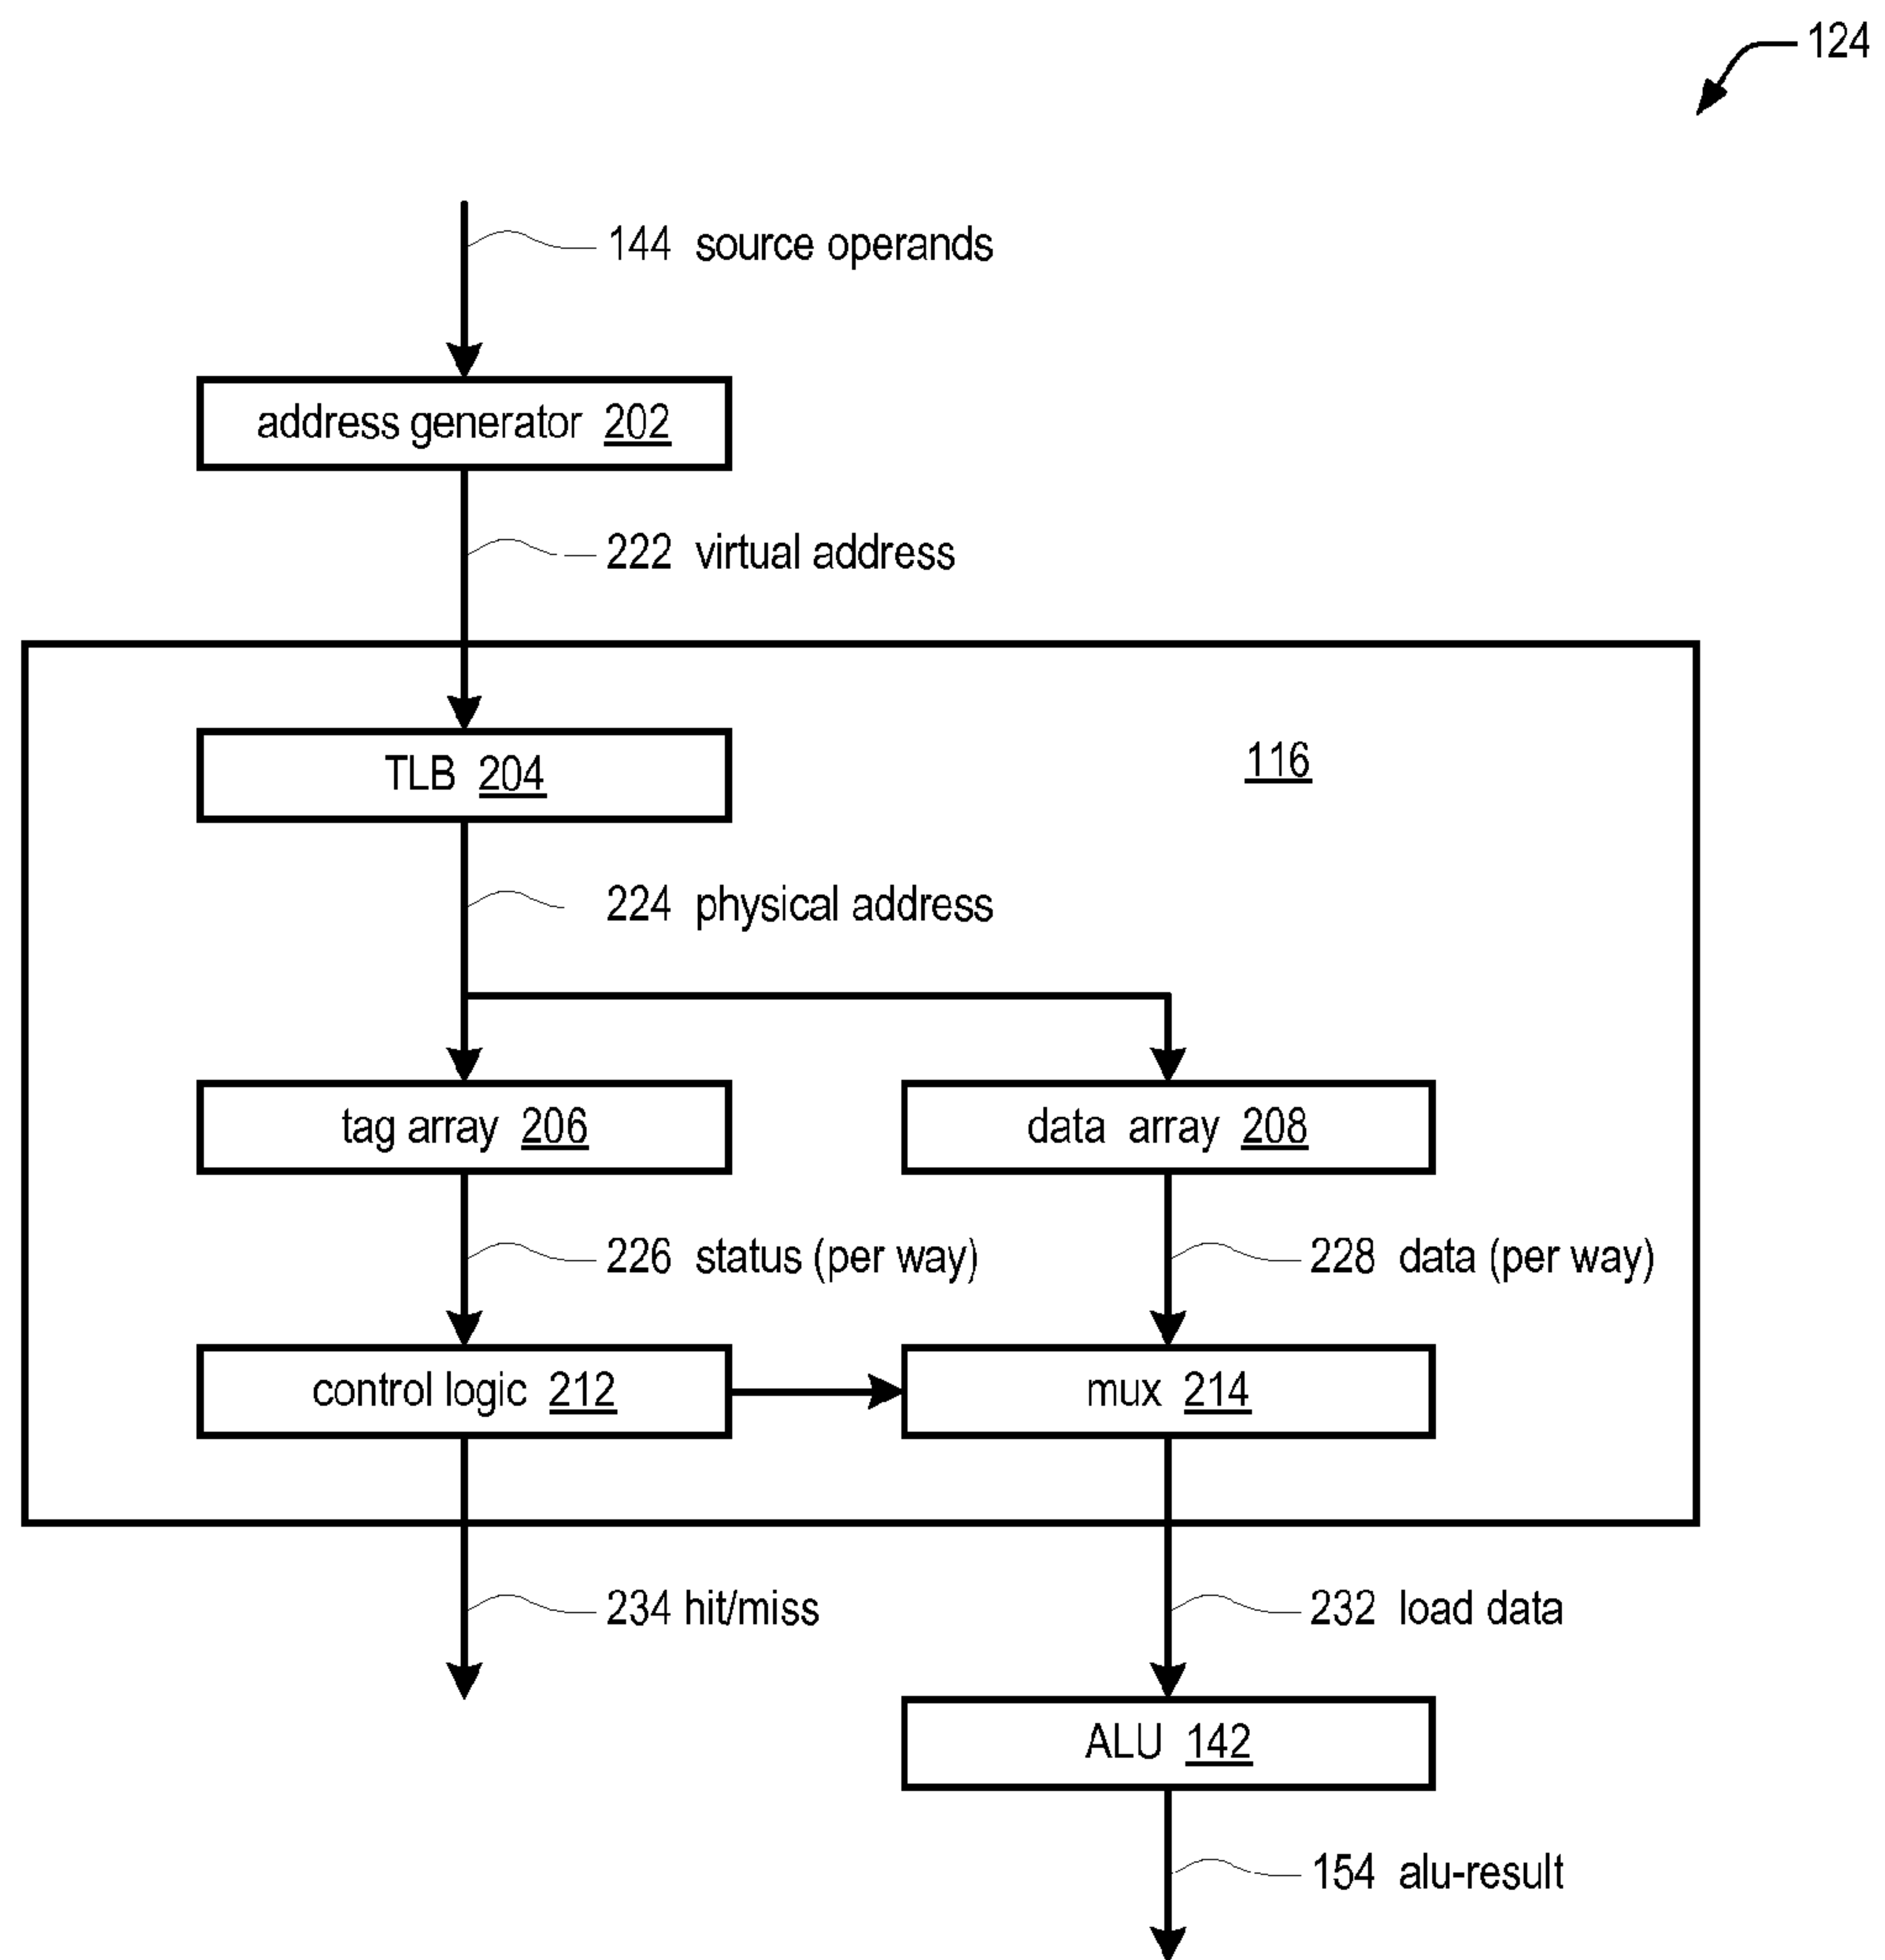 124
144 source operands
address generator 202
222 virtual address
TLB 204
116
224 physical address
tag array 206
data array 208
226 status (per way)
228 data (per way)
control logic 212
mux 214
234 hit/miss
232 load data
ALU 142
154 alu-result